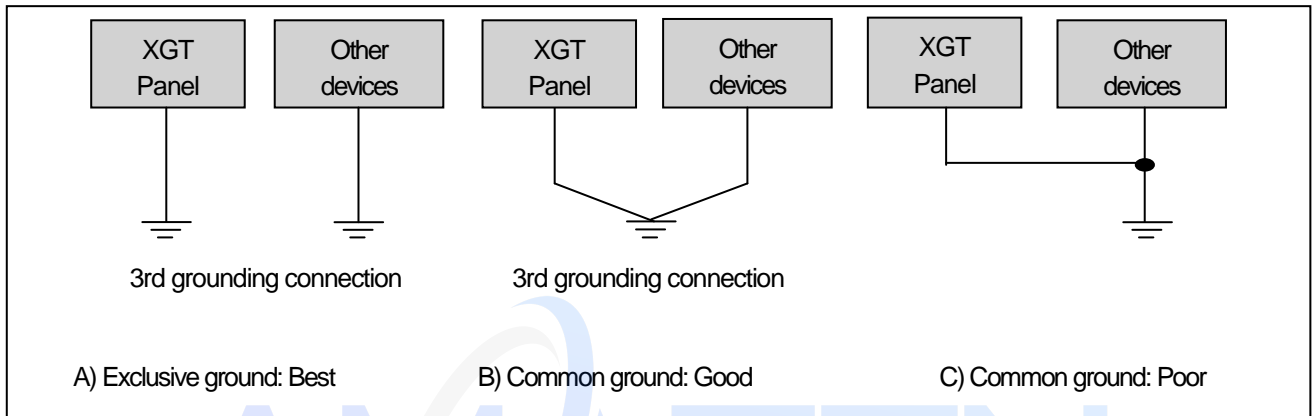 XGT
Panel
Other
devices
XGT
Panel
Other
devices
XGT
Panel
Other
devices
3rd grounding connection
3rd grounding connection
A) Exclusive ground: Best
B) Common ground: Good
C) Common ground: Poor